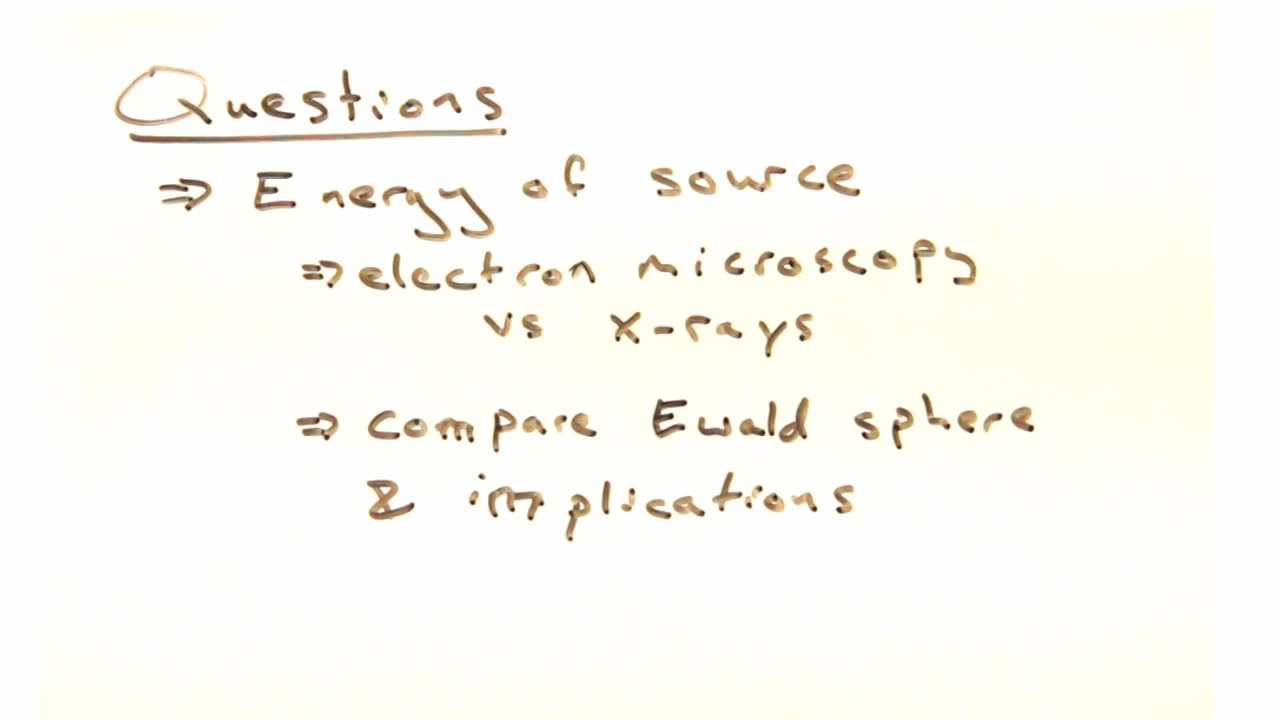 Questions
⇒ Energy of source
⇒ electron microscopy
vs x-rays
⇒ compare Ewald sphere
& implications